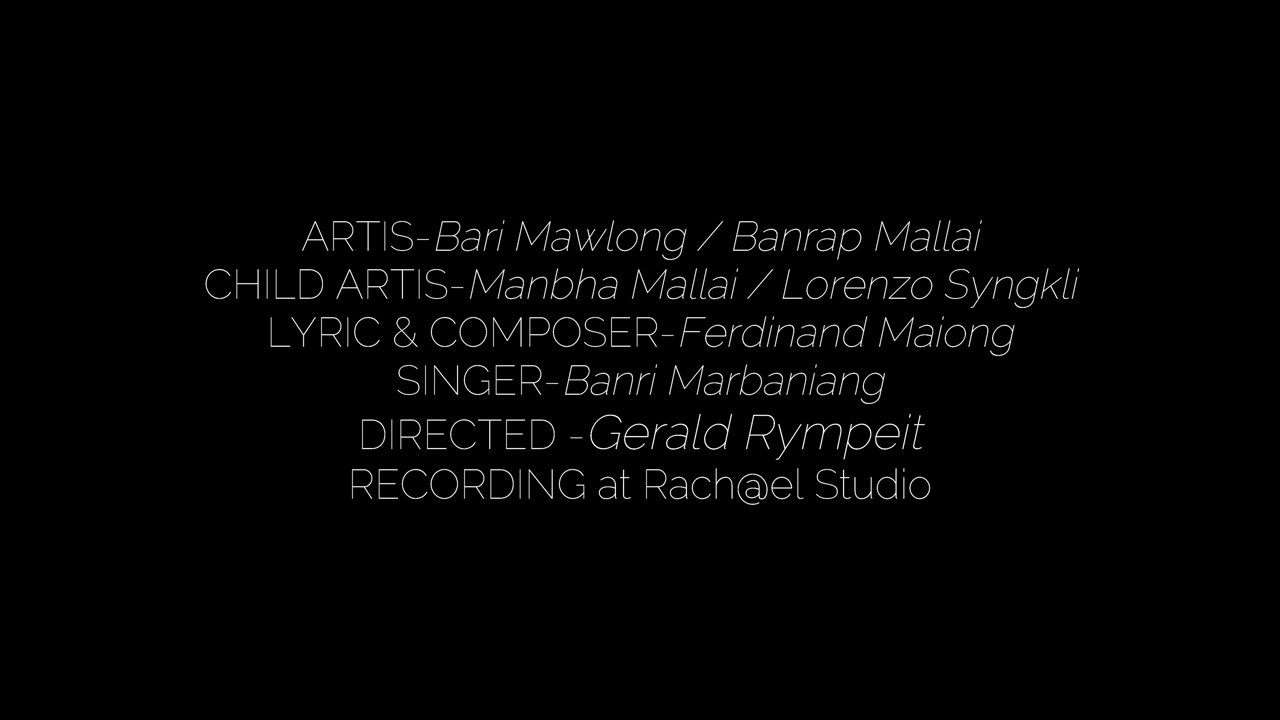 ARTIS-Bari Mawlong / Banrap Mallai
CHILD ARTIS-Manbha Mallai / Lorenzo Syngkli
LYRIC & COMPOSER-Ferdinand Maiong
SINGER-Banri Marbaniang
DIRECTED -Gerald Rympeit
RECORDING at Rach@el Studio